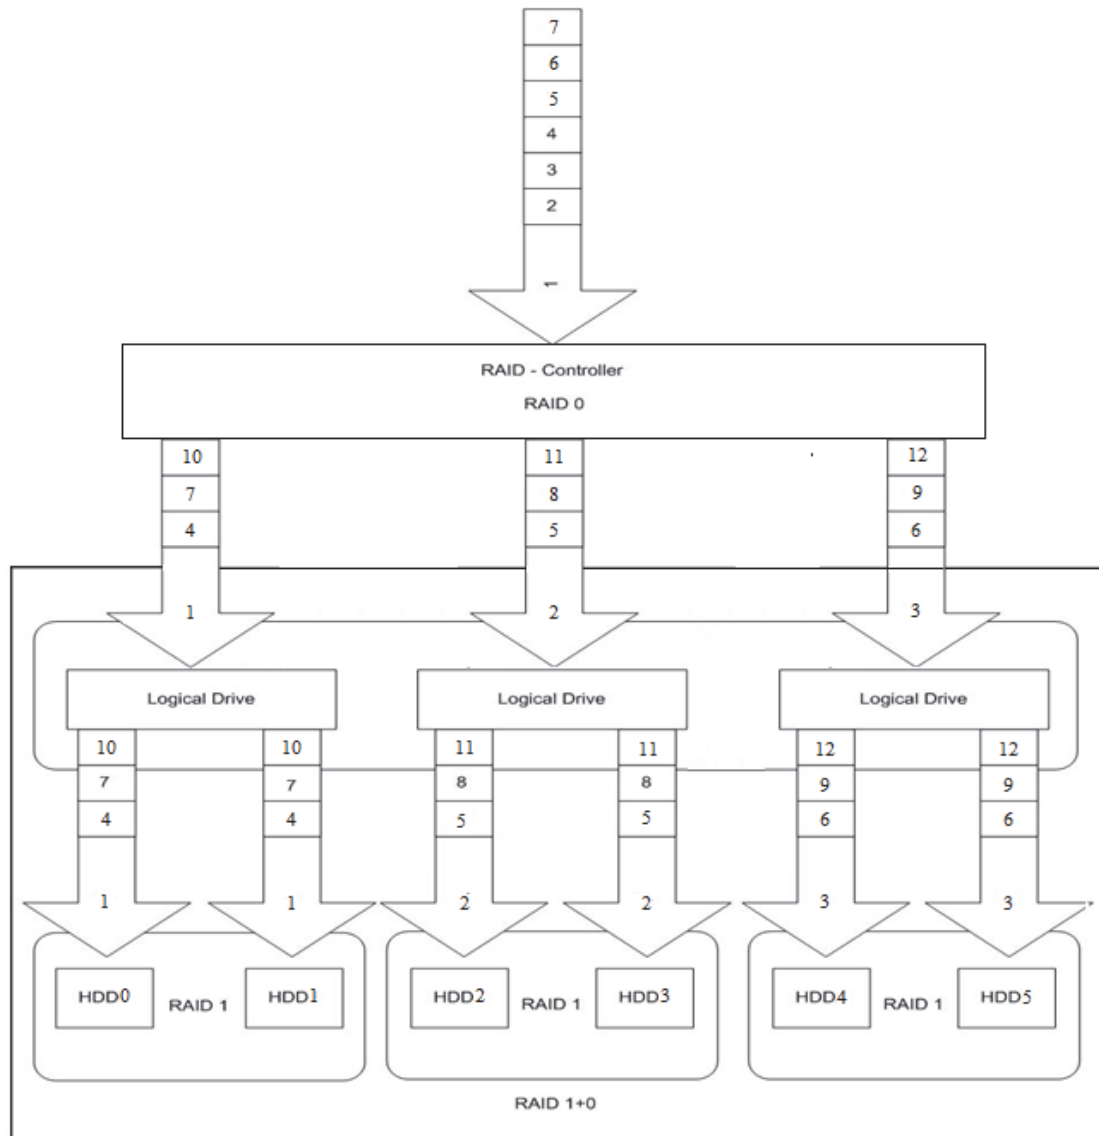 7
6
5
4
3
2
1
RAID - Controller
RAID 0
10 11 12
7 8 9
4 5 6
1 2 3
Logical Drive Logical Drive Logical Drive
10 10 11 11 12 12
7 7 8 8 9 9
4 4 5 5 6 6
1 1 2 2 3 3
HDD0 RAID 1 HDD1 HDD2 RAID 1 HDD3 HDD4 RAID 1 HDD5
RAID 1+0